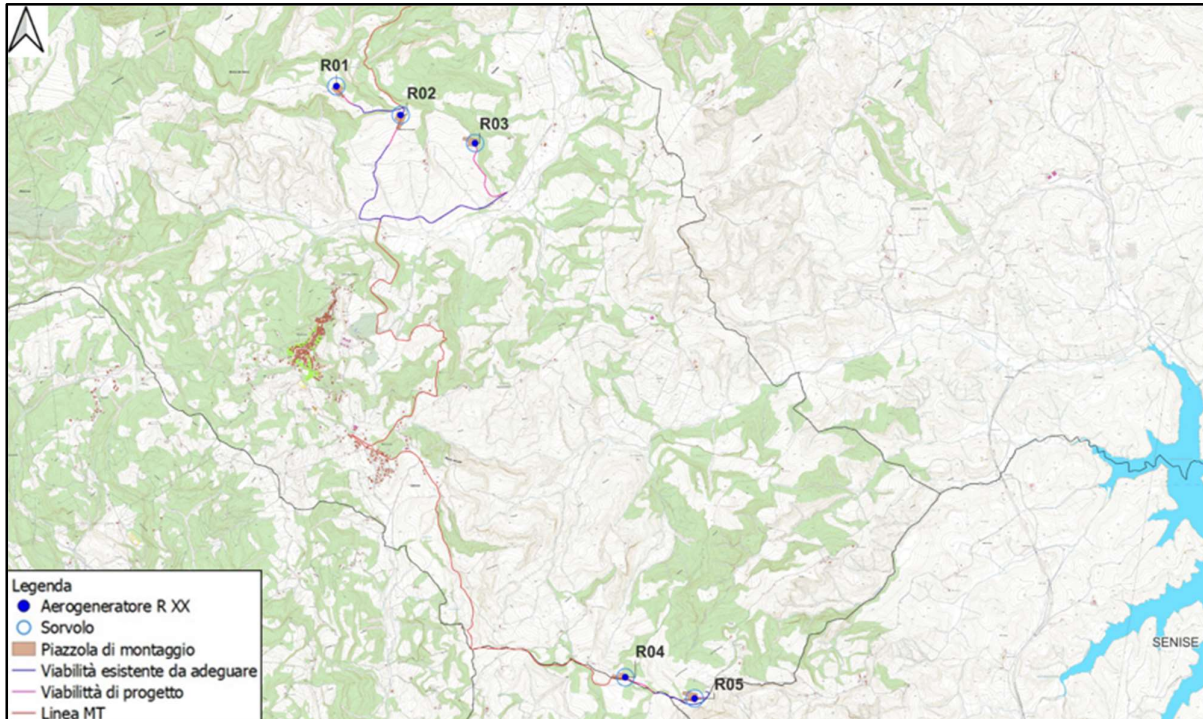 R01
R02
R03
R04
R05
SENISE
Legenda
Aerogeneratore R XX
Sorvolo
Piazzola di montaggio
Viabilità esistente da adeguare
Viabilittà di progetto
Linea MT